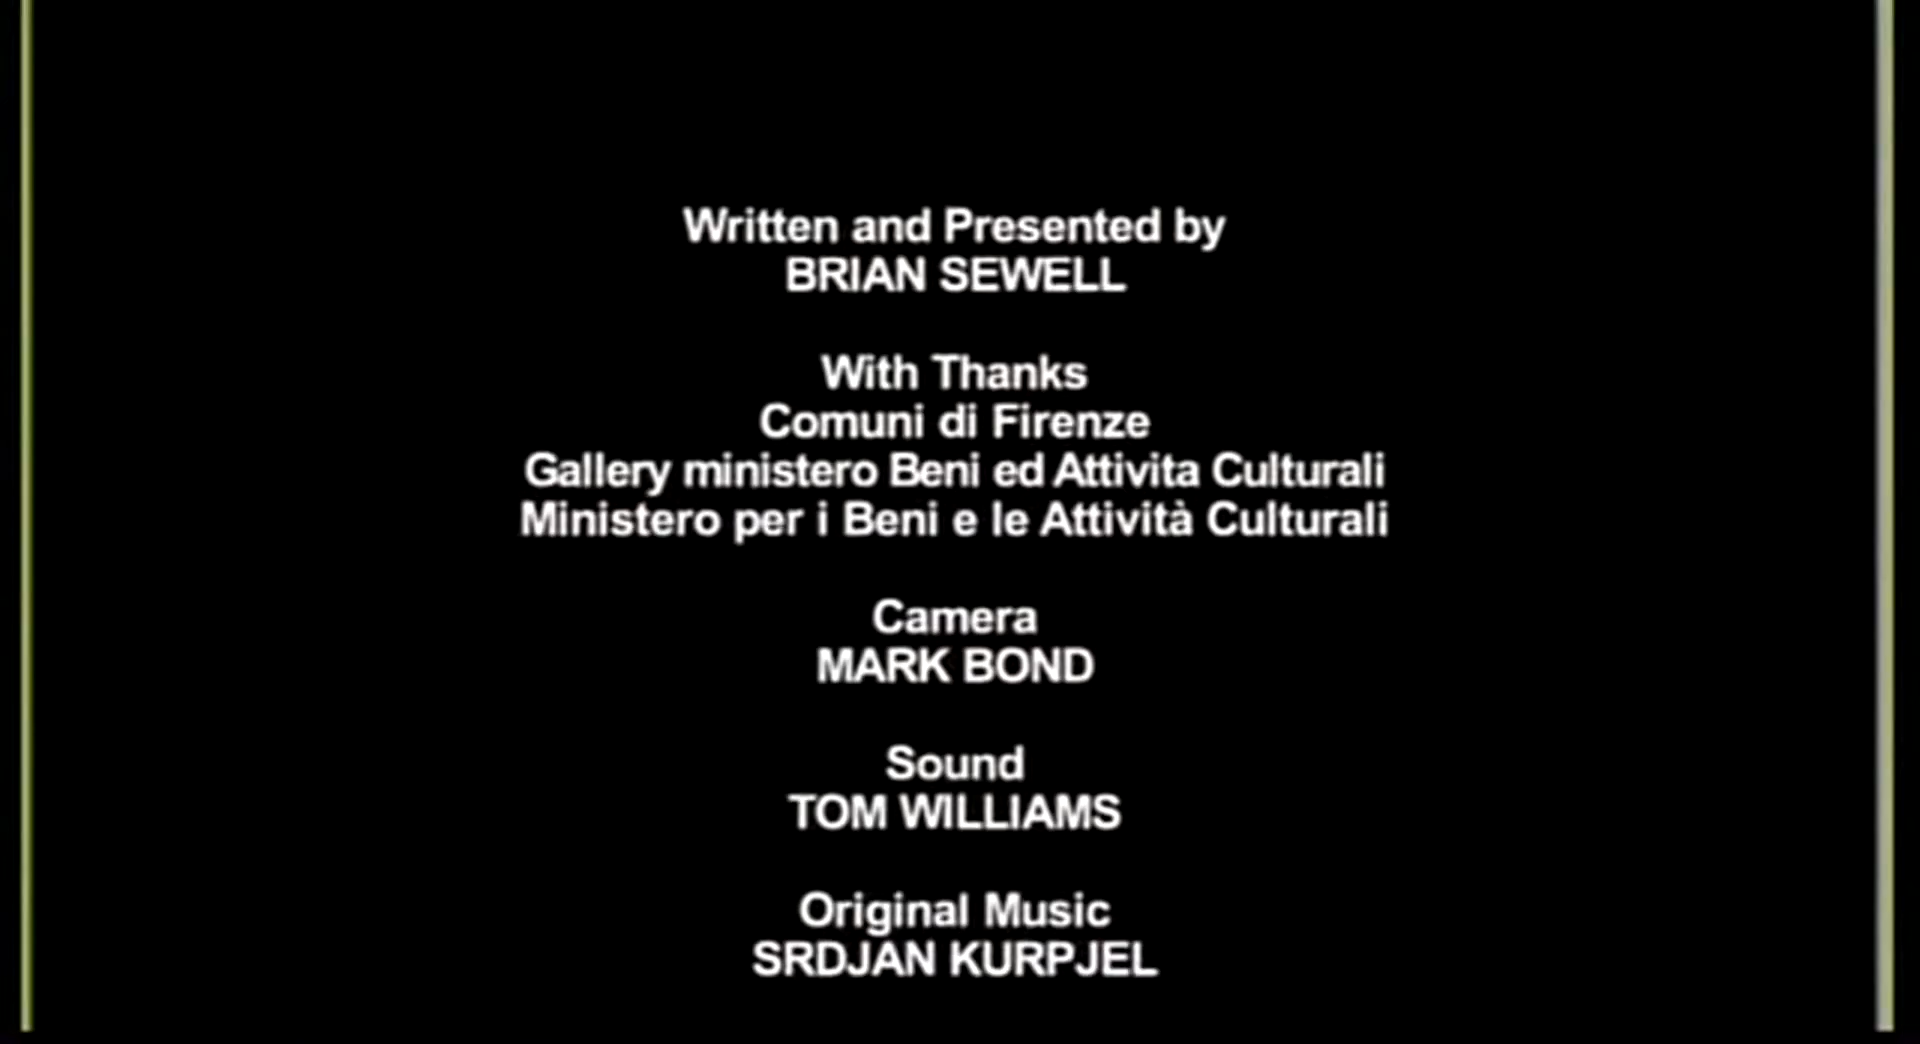 Written and Presented by
BRIAN SEWELL
With Thanks
Comuni di Firenze
Gallery ministero Beni ed Attivita Culturali
Ministero per i Beni e le Attività Culturali
Camera
MARK BOND
Sound
TOM WILLIAMS
Original Music
SRDJAN KURPJEL